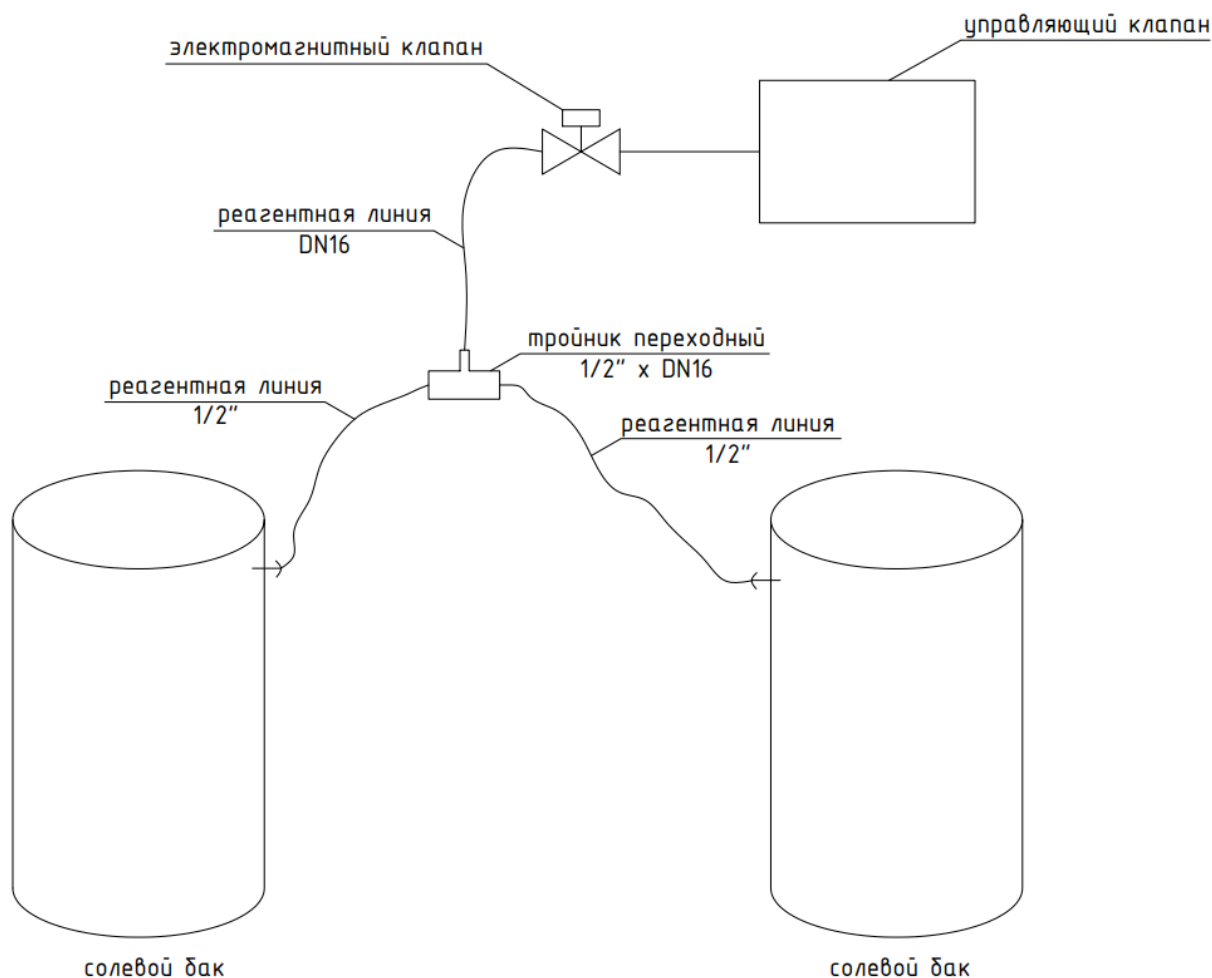 управляющий клапан
электромагнитный клапан
реагентная линия
DN16
тройник переходный
1/2" x DN16
реагентная линия
1/2"
реагентная линия
1/2"
солевой бак
солевой бак